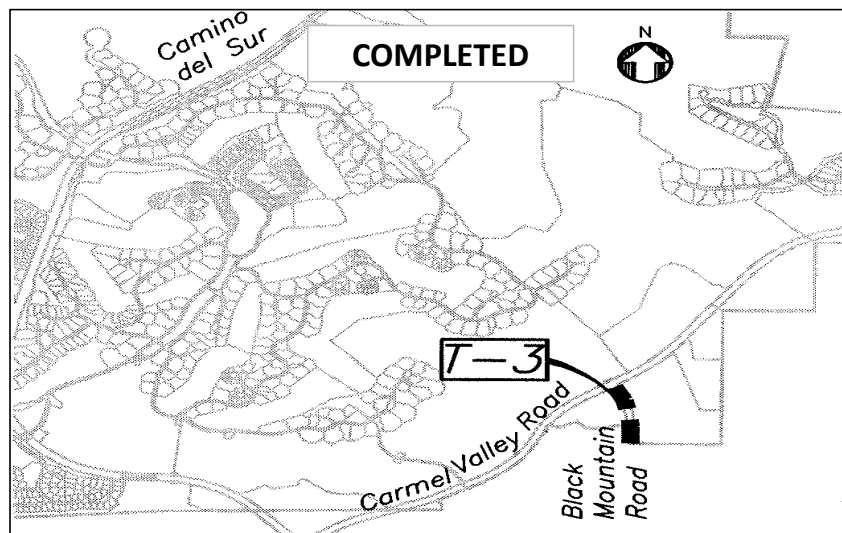 Camino
del Sur
COMPLETED
N
T-3
Carmel Valley Road
Black
Mountain
Road